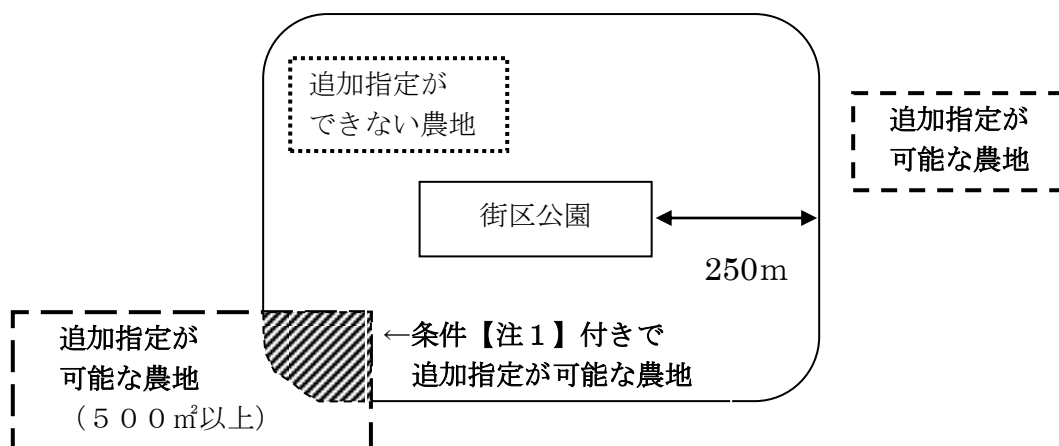 追加指定が
できない農地
追加指定が
可能な農地
街区公園
250m
追加指定が
可能な農地
（５００㎡以上）
←条件【注１】付きで
追加指定が可能な農地